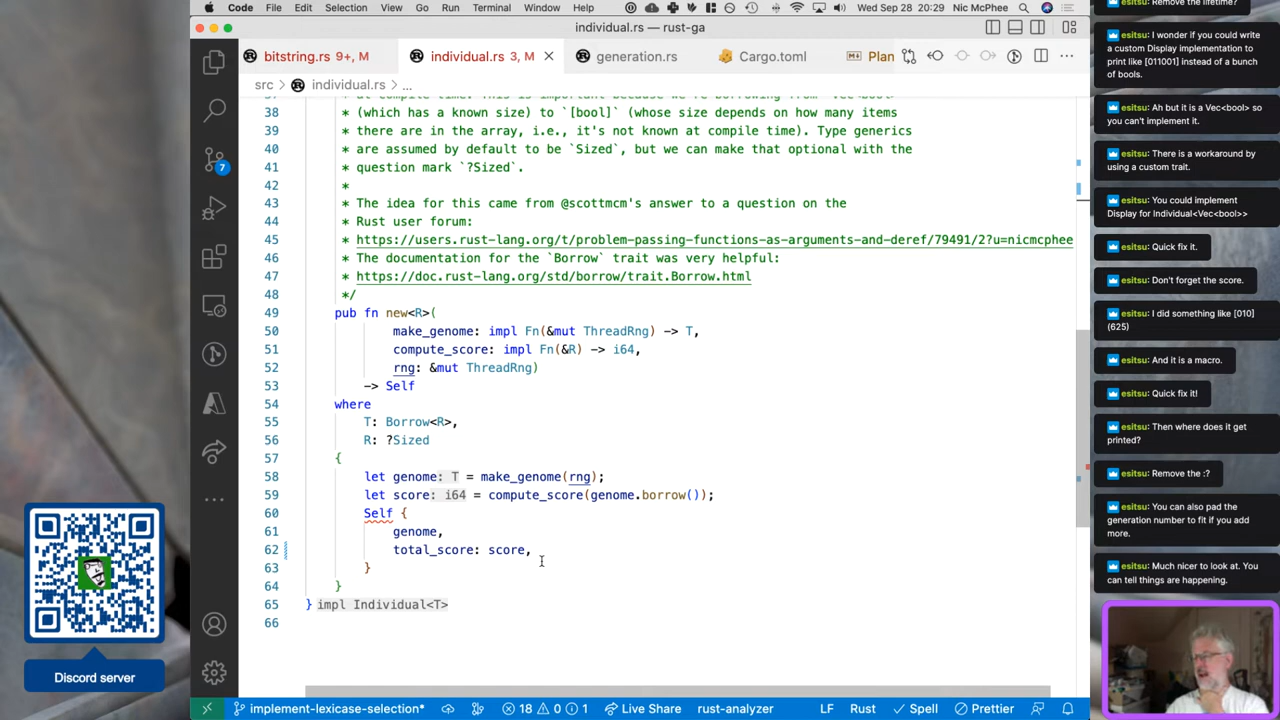 Code File Edit Selection View Go Run Terminal Window Help Wed Sep 28 20:29 Nic McPhee
individual.rs — rust-ga
bitstring.rs 9+, M
individual.rs 3, M
generation.rs
Cargo.toml
Plan
src > individual.rs > ...
38 * (which has a known size) to `[bool]` (whose size depends on how many items
39 * there are in the array, i.e., it's not known at compile time). Type generics
40 * are assumed by default to be `Sized`, but we can make that optional with the
41 * question mark `?Sized`.
42 *
43 * The idea for this came from @scottmcm's answer to a question on the
44 * Rust user forum:
45 * https://users.rust-lang.org/t/problem-passing-functions-as-arguments-and-deref/79491/2?u=nicmcphee
46 * The documentation for the `Borrow` trait was very helpful:
47 * https://doc.rust-lang.org/std/borrow/trait.Borrow.html
48 */
49 pub fn new<R>(
50 make_genome: impl Fn(&mut ThreadRng) -> T,
51 compute_score: impl Fn(&R) -> i64,
52 rng: &mut ThreadRng)
53 -> Self
54 where
55 T: Borrow<R>,
56 R: ?Sized
57 {
58 let genome: T = make_genome(rng);
59 let score: i64 = compute_score(genome.borrow());
60 Self {
61 genome,
62 total_score: score,
63 }
64 }
65 } impl Individual<T>
66
7
Discord server
implement-lexicase-selection* 18 0 1 Live Share rust-analyzer LF Rust Spell Prettier
esitsu: Remove the lifetime?
esitsu: I wonder if you could write
a custom Display implementation to
print like [011001] instead of a bunch
of bools.
esitsu: Ah but it is a Vec<bool> so
you can't implement it.
esitsu: There is a workaround by
using a custom trait.
esitsu: You could implement
Display for Individual<Vec<bool>>
esitsu: Quick fix it.
esitsu: Don't forget the score.
esitsu: I did something like [010]
(625)
esitsu: And it is a macro.
esitsu: Quick fix it!
esitsu: Then where does it get
printed?
esitsu: Remove the :?
esitsu: You can also pad the
generation number to fit if you add
more.
esitsu: Much nicer to look at. You
can tell things are happening.